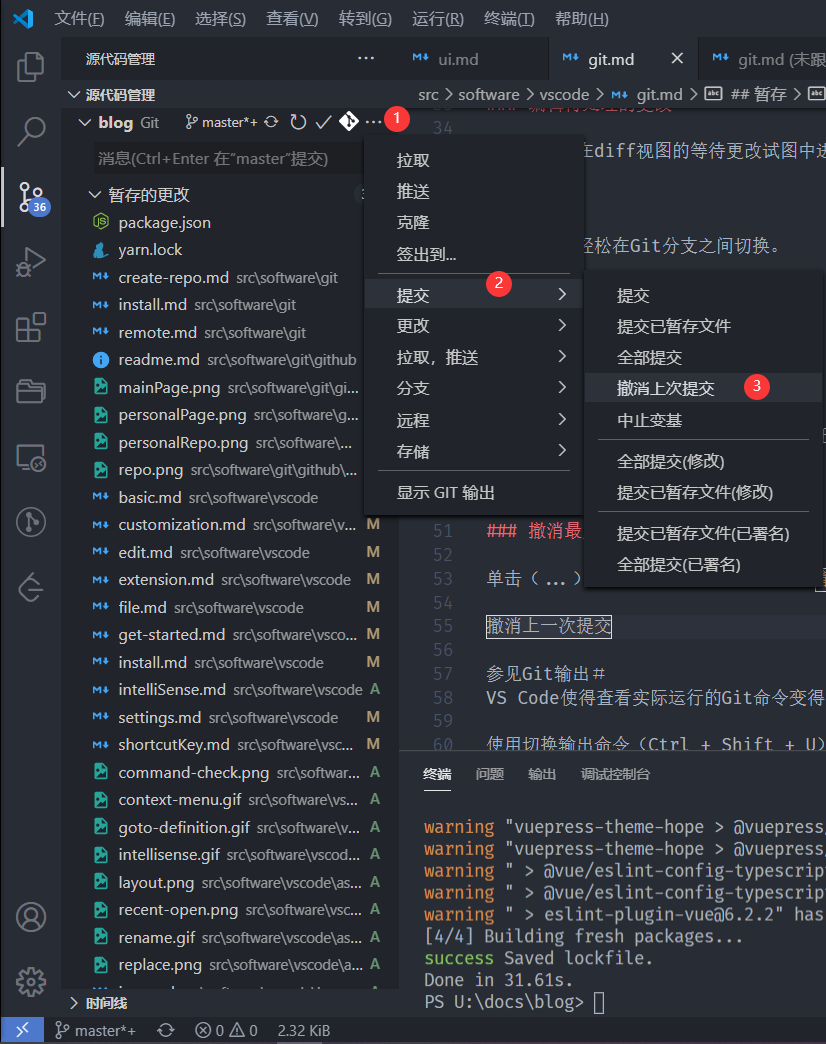 文件(F) 编辑(E) 选择(S) 查看(V) 转到(G) 运行(R) 终端(T) 帮助(H)
源代码管理 ...
ui.md git.md git.md (未跟
源代码管理
src > software > vscode > git.md > ## 暂存 >
blog Git master*+ ... 1
34
消息(Ctrl+Enter 在“master”提交)
在diff视图的等待更改试图中进
暂存的更改
轻松在Git分支之间切换。
拉取
推送
克隆
签出到...
提交 2
更改
拉取，推送
分支
远程
存储
显示 GIT 输出
提交
提交已暂存文件
全部提交
撤消上次提交 3
中止变基
全部提交(修改)
提交已暂存文件(修改)
提交已暂存文件(已署名)
全部提交(已署名)
36
package.json
yarn.lock
create-repo.md src\software\git
install.md src\software\git
remote.md src\software\git
readme.md src\software\git\github
mainPage.png src\software\git\gi...
personalPage.png src\software\g...
personalRepo.png src\software\...
repo.png src\software\git\github\...
basic.md src\software\vscode
customization.md src\software\v... M
edit.md src\software\vscode M
extension.md src\software\vscode M
file.md src\software\vscode M
get-started.md src\software\vsco... M
install.md src\software\vscode M
intelliSense.md src\software\vscode A
settings.md src\software\vscode M
shortcutKey.md src\software\vsc... M
command-check.png src\softwar... A
context-menu.gif src\software\vs... A
goto-definition.gif src\software\v... A
intellisense.gif src\software\vscod... A
layout.png src\software\vscode\as... A
recent-open.png src\software\vsc... A
rename.gif src\software\vscode\as... A
replace.png src\software\vscode\a... A
时间线
51 ### 撤消最
52
53 单击（...）
54
55 撤消上一次提交
56
57 参见Git输出＃
58 VS Code使得查看实际运行的Git命令变得
59
60 使用切换输出命令（Ctrl + Shift + U）
终端 问题 输出 调试控制台
warning "vuepress-theme-hope > @vuepress
warning "vuepress-theme-hope > @vuepress
warning " > @vue/eslint-config-typescrip
warning " > @vue/eslint-config-typescrip
warning " > eslint-plugin-vue@6.2.2" has
[4/4] Building fresh packages...
success Saved lockfile.
Done in 31.61s.
PS U:\docs\blog>
master*+ 0 0 2.32 KiB